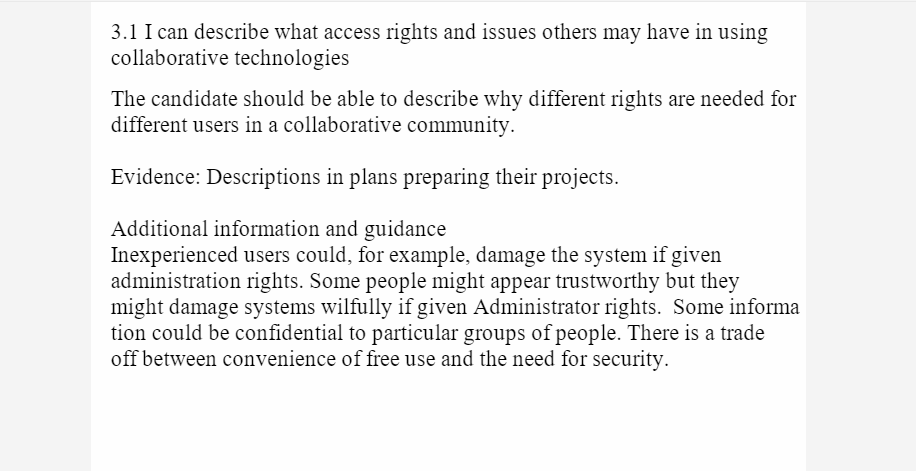 3.1 I can describe what access rights and issues others may have in using
collaborative technologies
The candidate should be able to describe why different rights are needed for
different users in a collaborative community.
Evidence: Descriptions in plans preparing their projects.
Additional information and guidance
Inexperienced users could, for example, damage the system if given
administration rights. Some people might appear trustworthy but they
might damage systems wilfully if given Administrator rights.  Some informa
tion could be confidential to particular groups of people. There is a trade
off between convenience of free use and the need for security.